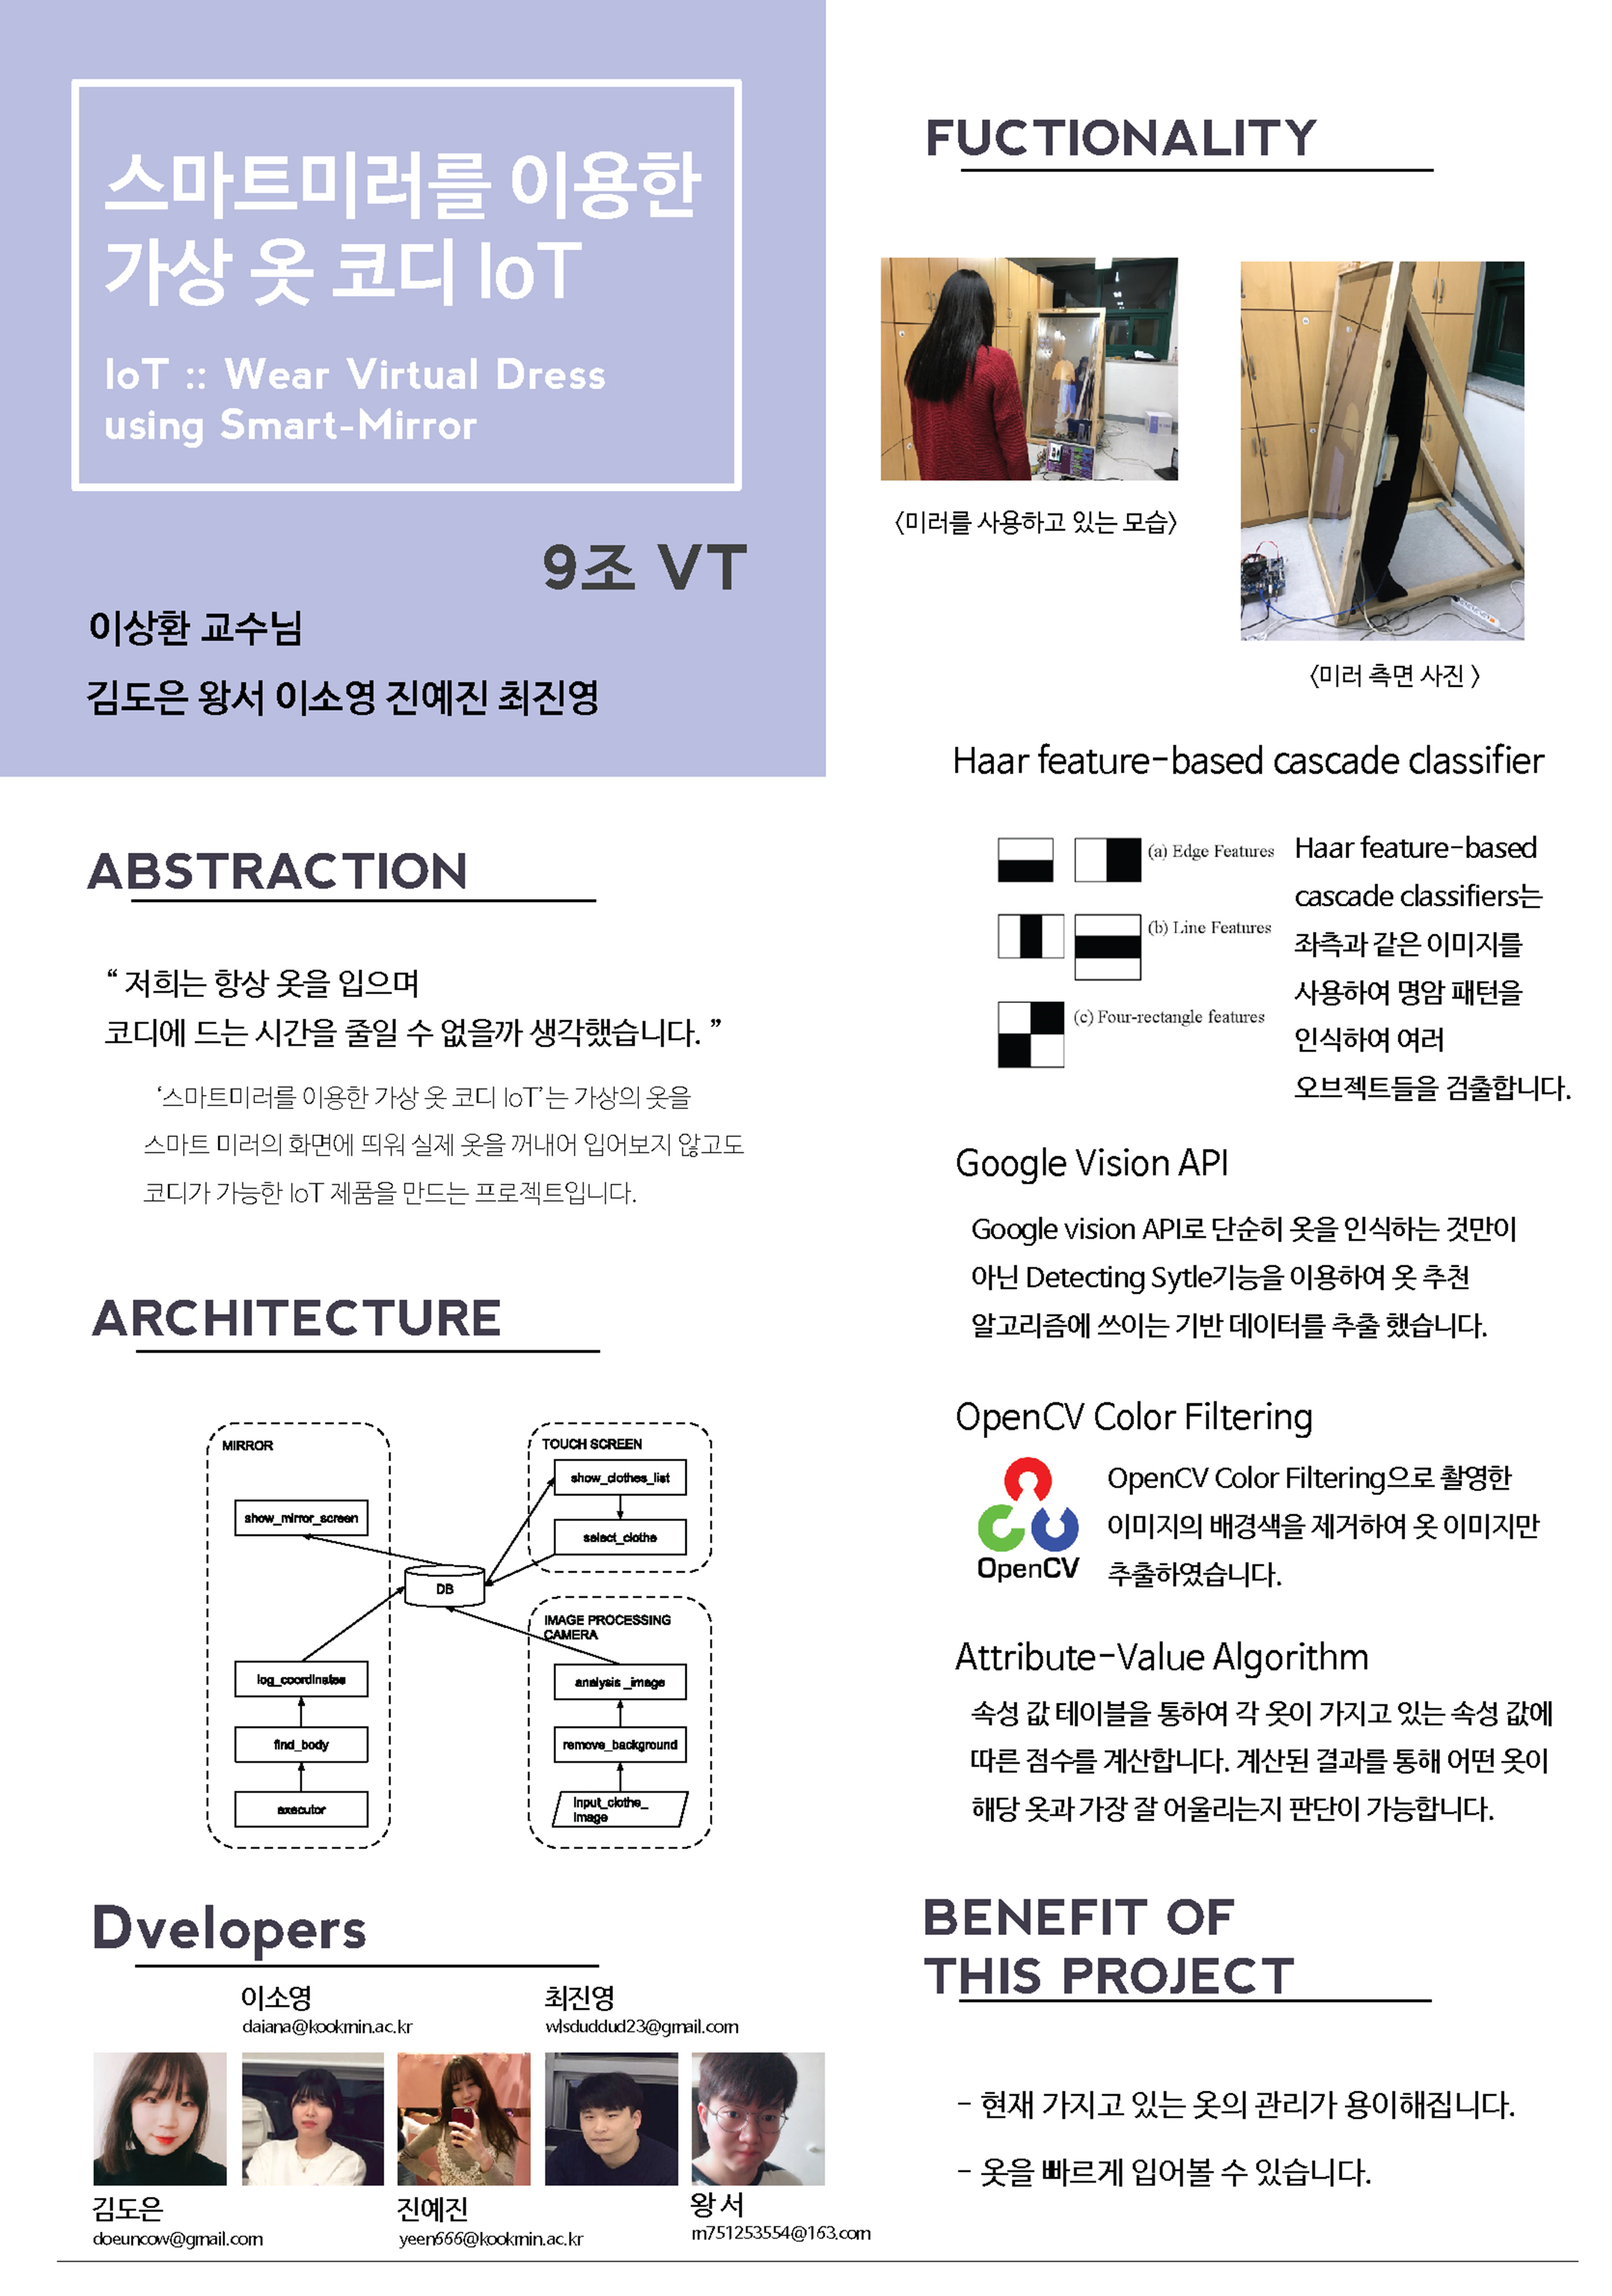 스마트미러를 이용한
가상 옷 코디 IoT
IoT :: Wear Virtual Dress
using Smart-Mirror
9조 VT
이상환 교수님
김도은 왕서 이소영 진예진 최진영
ABSTRACTION
“ 저희는 항상 옷을 입으며
코디에 드는 시간을 줄일 수 없을까 생각했습니다. ”
‘스마트미러를 이용한 가상 옷 코디 IoT’는 가상의 옷을
스마트 미러의 화면에 띄워 실제 옷을 꺼내어 입어보지 않고도
코디가 가능한 IoT 제품을 만드는 프로젝트입니다.
ARCHITECTURE
MIRROR
show_mirror_screen
log_coordinates
find_body
executor
DB
TOUCH SCREEN
show_clothes_list
select_clothe
IMAGE PROCESSING
CAMERA
analysis_image
remove_background
input_clothe_
image
Dvelopers
이소영
daiana@kookmin.ac.kr
최진영
wlsduddud23@gmail.com
김도은
doeuncow@gmail.com
진예진
yeen666@kookmin.ac.kr
왕서
m751253554@163.com
FUCTIONALITY
<미러를 사용하고 있는 모습>
<미러 측면 사진 >
Haar feature-based cascade classifier
(a) Edge Features
(b) Line Features
(c) Four-rectangle features
Haar feature-based
cascade classifiers는
좌측과 같은 이미지를
사용하여 명암 패턴을
인식하여 여러
오브젝트들을 검출합니다.
Google Vision API
Google vision API로 단순히 옷을 인식하는 것만이
아닌 Detecting Sytle기능을 이용하여 옷 추천
알고리즘에 쓰이는 기반 데이터를 추출 했습니다.
OpenCV Color Filtering
OpenCV
OpenCV Color Filtering으로 촬영한
이미지의 배경색을 제거하여 옷 이미지만
추출하였습니다.
Attribute-Value Algorithm
속성 값 테이블을 통하여 각 옷이 가지고 있는 속성 값에
따른 점수를 계산합니다. 계산된 결과를 통해 어떤 옷이
해당 옷과 가장 잘 어울리는지 판단이 가능합니다.
BENEFIT OF
THIS PROJECT
- 현재 가지고 있는 옷의 관리가 용이해집니다.
- 옷을 빠르게 입어볼 수 있습니다.